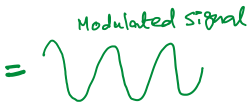 Modulated signal
=